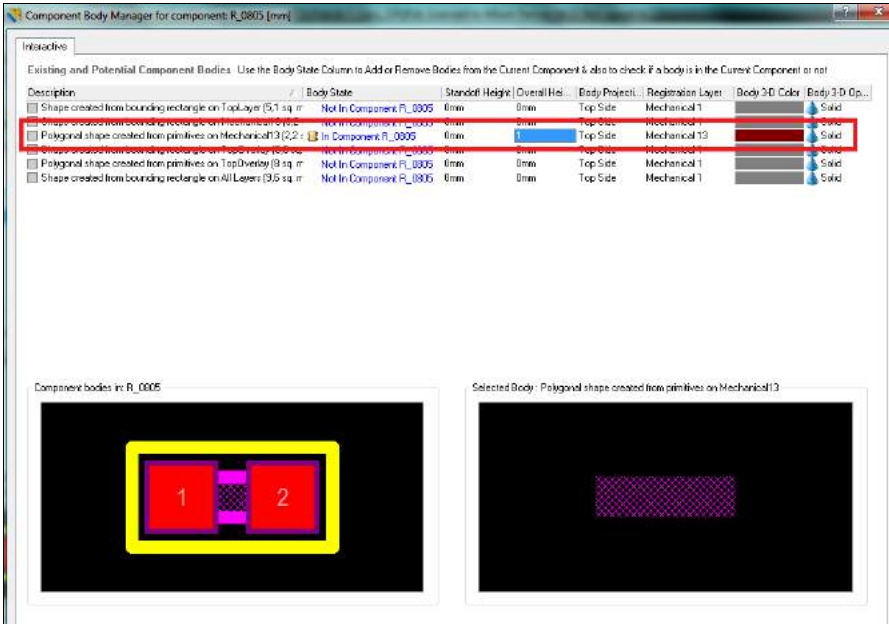 Component Body Manager for component: R_0805 [mm]
Interactive
Existing and Potential Component Bodies Use the Body State Column to Add or Remove Bodies from the Current Component & also to check if a body is in the Current Component or not
Description / Body State Standoff Height Overall Hei... Body Projecti... Registration Layer Body 3-D Color Body 3-D Op...
Shape created from bounding rectangle on TopLayer (5,1 sq. m Not In Component R_0805 0mm 0mm Top Side Mechanical 1 Solid
Polygonal shape created from primitives on Mechanical13 (2,2 s In Component R_0805 0mm 1 Top Side Mechanical 13 Solid
Polygonal shape created from primitives on TopOverlay (8 sq. m Not In Component R_0805 0mm 0mm Top Side Mechanical 1 Solid
Shape created from bounding rectangle on All Layers (9,6 sq. m Not In Component R_0805 0mm 0mm Top Side Mechanical 1 Solid
Component bodies in: R_0805
Selected Body : Polygonal shape created from primitives on Mechanical13
1 2